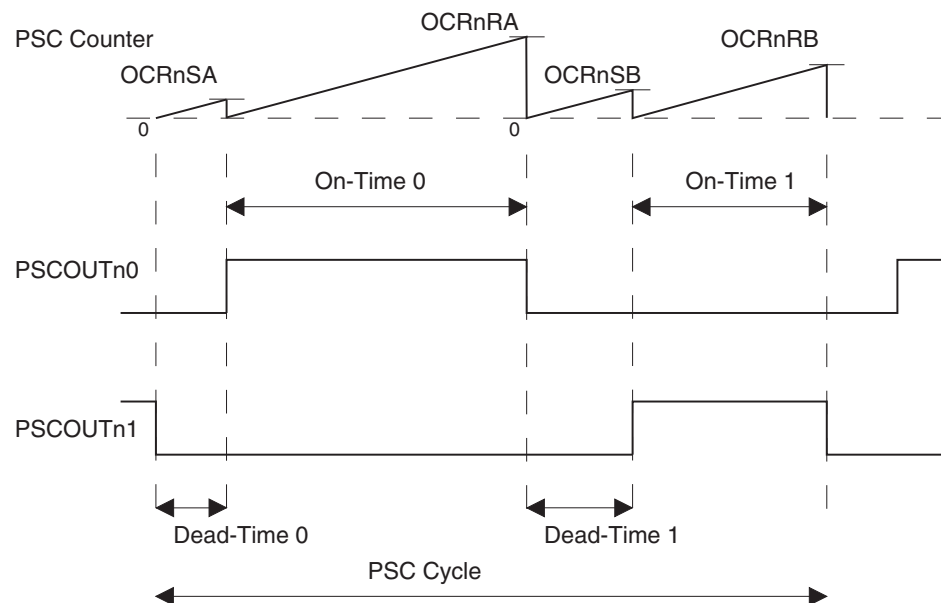 OCRnRA
PSC Counter
OCRnRB
OCRnSA
OCRnSB
0
0
On-Time 0
On-Time 1
PSCOUTn0
PSCOUTn1
Dead-Time 0
Dead-Time 1
PSC Cycle